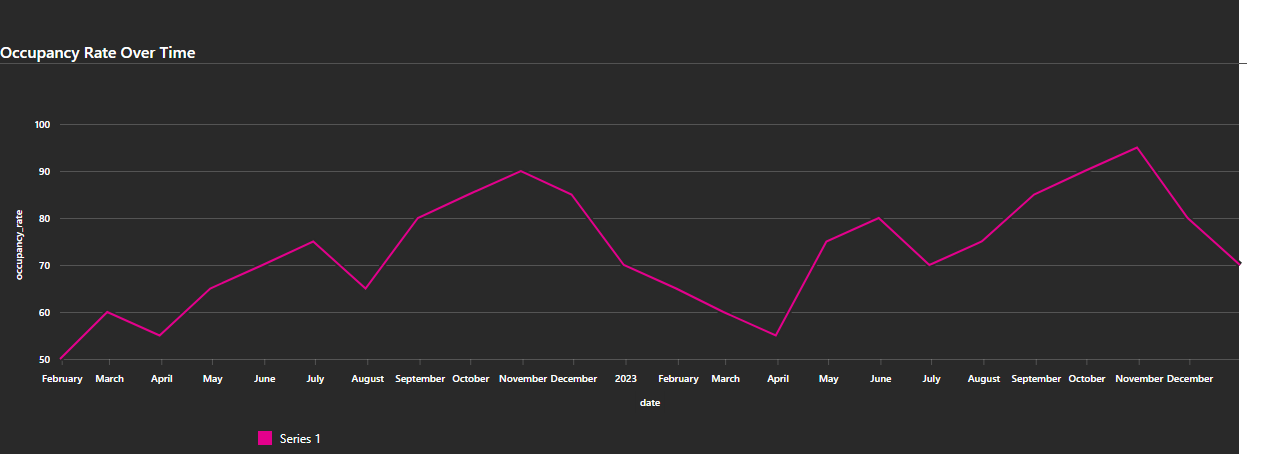 Occupancy Rate Over Time
100
90
80
70
60
50
occupancy_rate
February March April May June July August September October November December 2023 February March April May June July August September October November December
date
Series 1